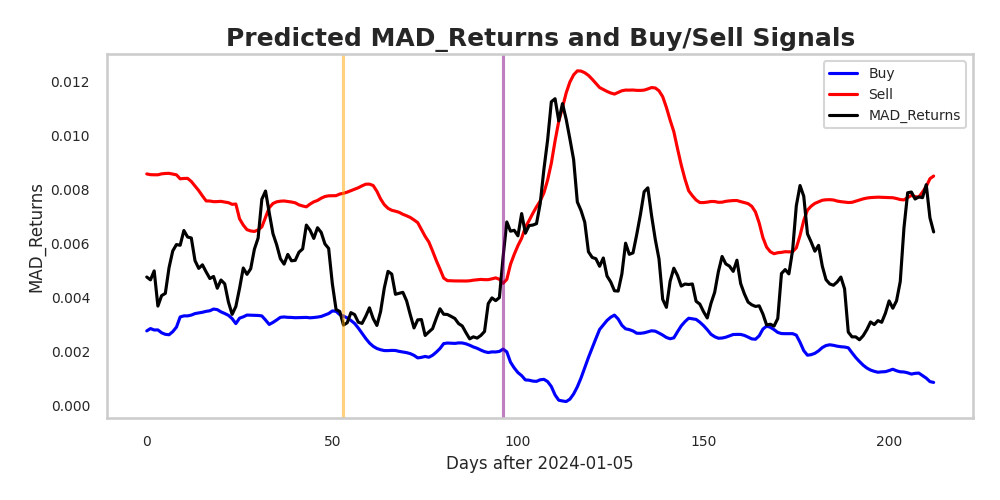 Predicted MAD_Returns and Buy/Sell Signals
Buy
Sell
MAD_Returns
MAD_Returns
0.012
0.010
0.008
0.006
0.004
0.002
0.000
0 50 100 150 200
Days after 2024-01-05